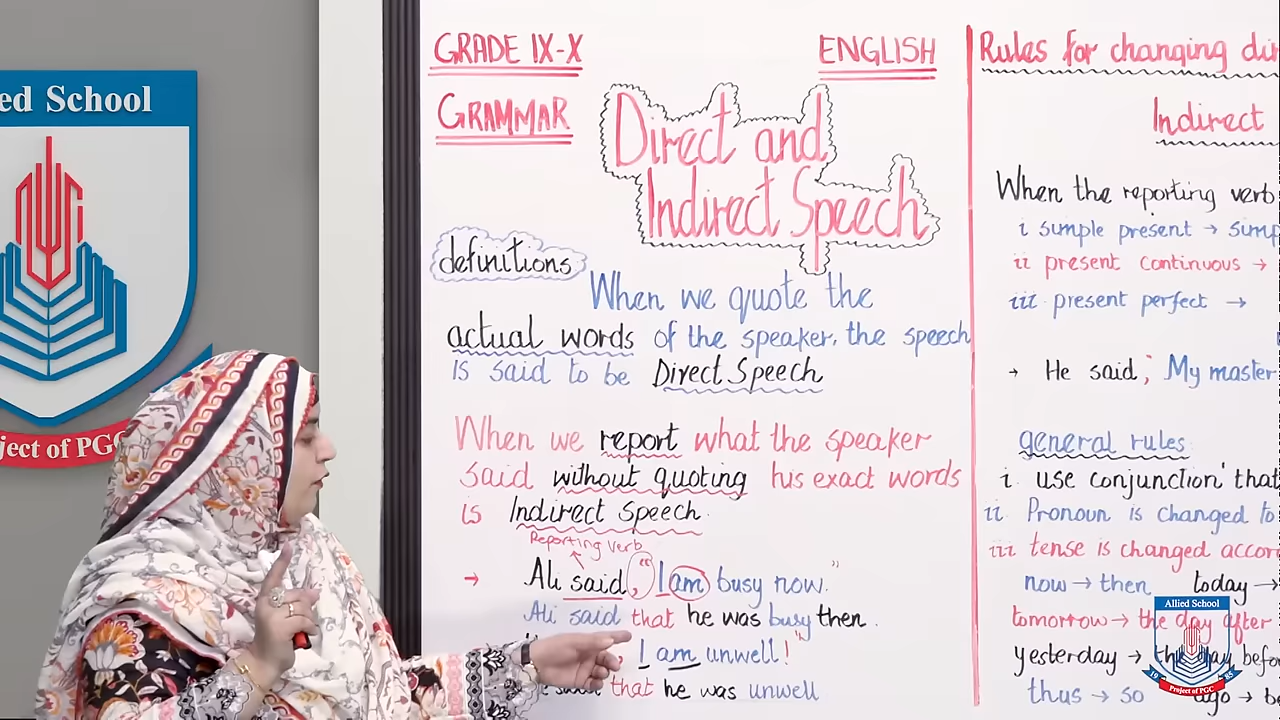 ed School
ject of PGC
GRADE IX-X
ENGLISH
GRAMMAR
Direct and
Indirect Speech
definitions
When we quote the
actual words of the speaker, the speech
is said to be Direct Speech
When we report what the speaker
said without quoting his exact words
is Indirect Speech.
Reporting verb
→ Ali said, "I am busy now."
Ali said that he was busy then.
, I am unwell!"
that he was unwell
Rules for changing
Indirect
When the reporting verb
i simple present →
ii present continuous →
iii present perfect →
→ He said; My master
general rules
i. use conjunction 'that
ii Pronoun is changed to
iii tense is changed
now → then today →
tomorrow → the day after
yesterday →
thus → so ago →
Allied School
1985
Project of PGC